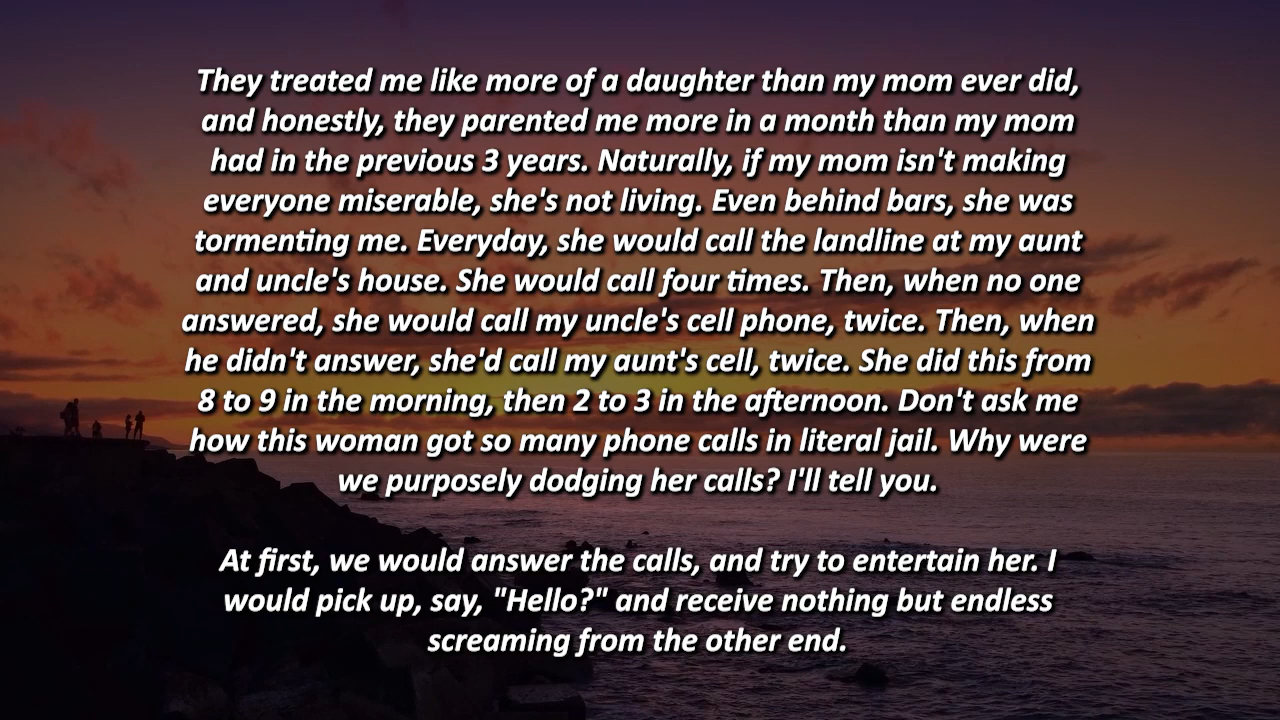 They treated me like more of a daughter than my mom ever did,
and honestly, they parented me more in a month than my mom
had in the previous 3 years. Naturally, if my mom isn't making
everyone miserable, she's not living. Even behind bars, she was
tormenting me. Everyday, she would call the landline at my aunt
and uncle's house. She would call four times. Then, when no one
answered, she would call my uncle's cell phone, twice. Then, when
he didn't answer, she'd call my aunt's cell, twice. She did this from
8 to 9 in the morning, then 2 to 3 in the afternoon. Don't ask me
how this woman got so many phone calls in literal jail. Why were
we purposely dodging her calls? I'll tell you.
At first, we would answer the calls, and try to entertain her. I
would pick up, say, "Hello?" and receive nothing but endless
screaming from the other end.